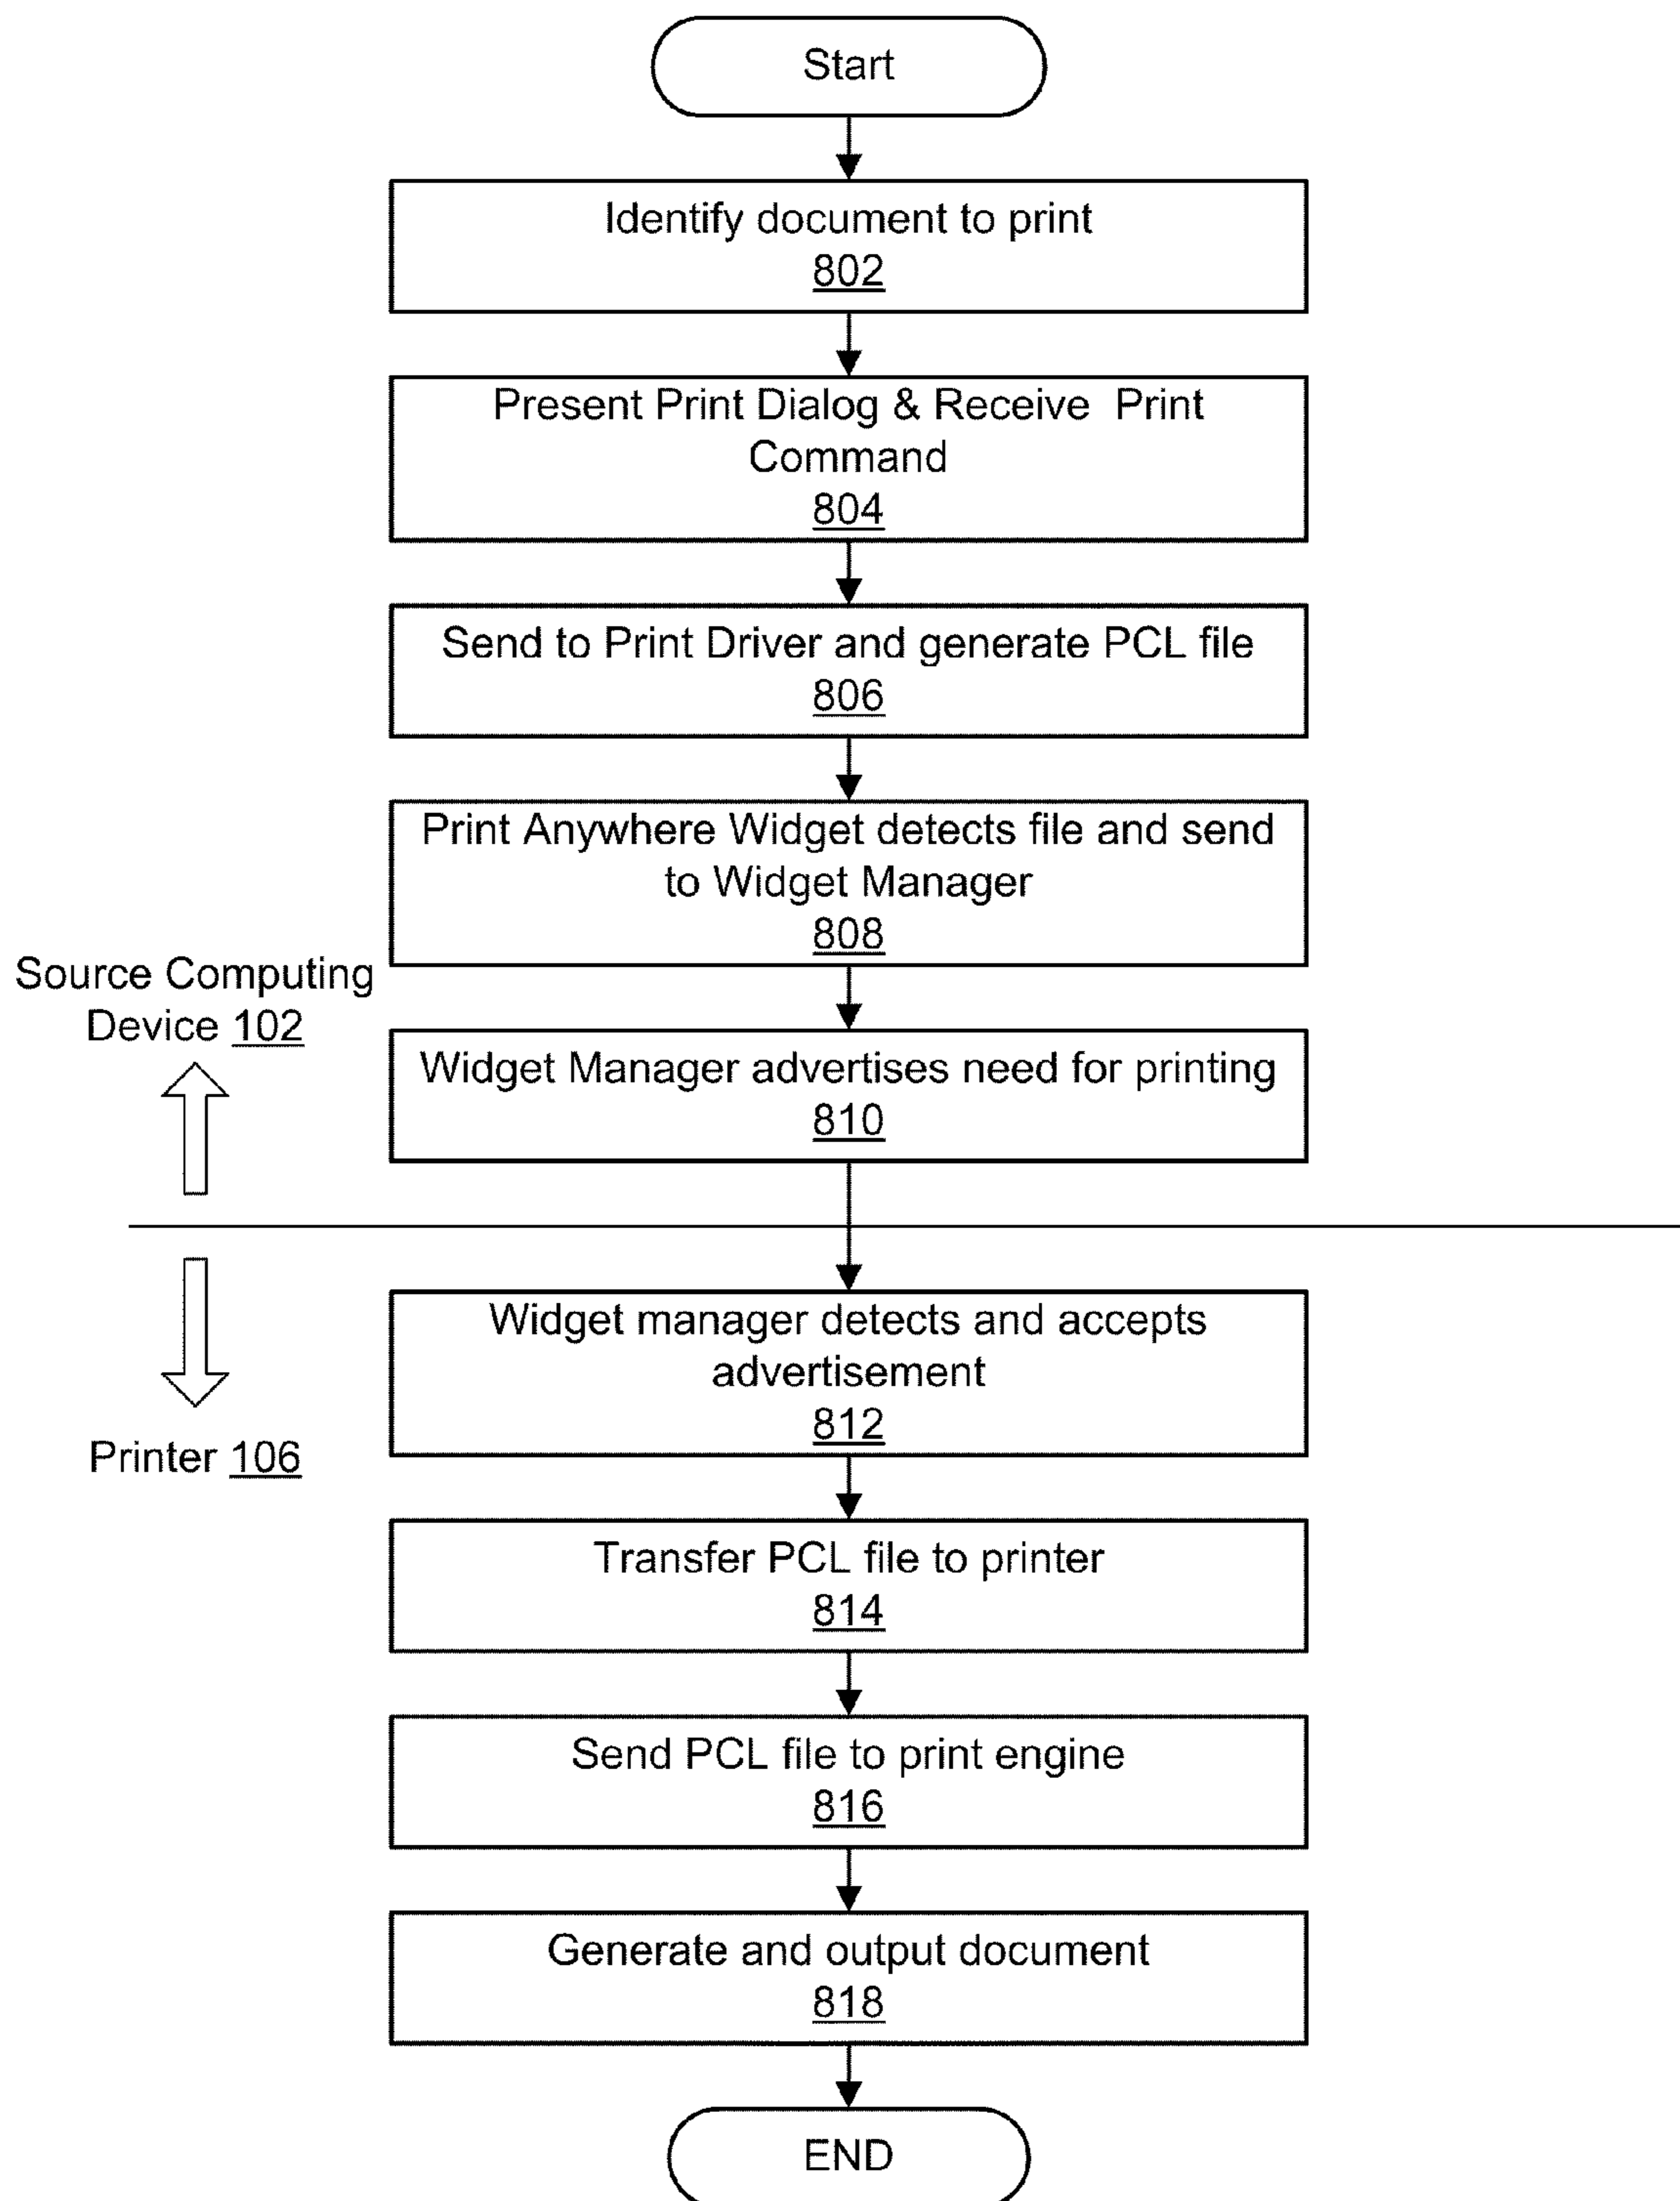 Start
Identify document to print
802
Present Print Dialog & Receive Print
Command
804
Send to Print Driver and generate PCL file
806
Print Anywhere Widget detects file and send
to Widget Manager
808
Source Computing
Device 102
Widget Manager advertises need for printing
810
Widget manager detects and accepts
advertisement
812
Printer 106
Transfer PCL file to printer
814
Send PCL file to print engine
816
Generate and output document
818
END